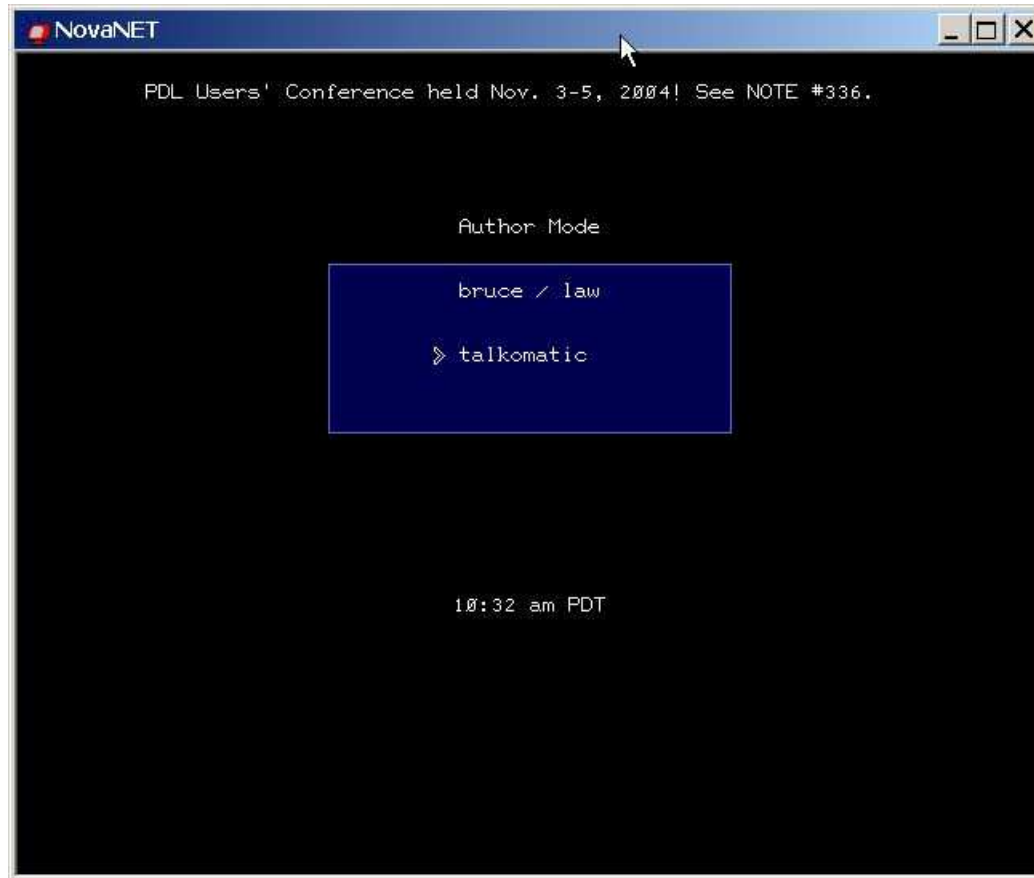 NovaNET
PDL Users' Conference held Nov. 3-5, 2004! See NOTE #336.
Author Mode
bruce / law
talkomatic
10:32 am PDT